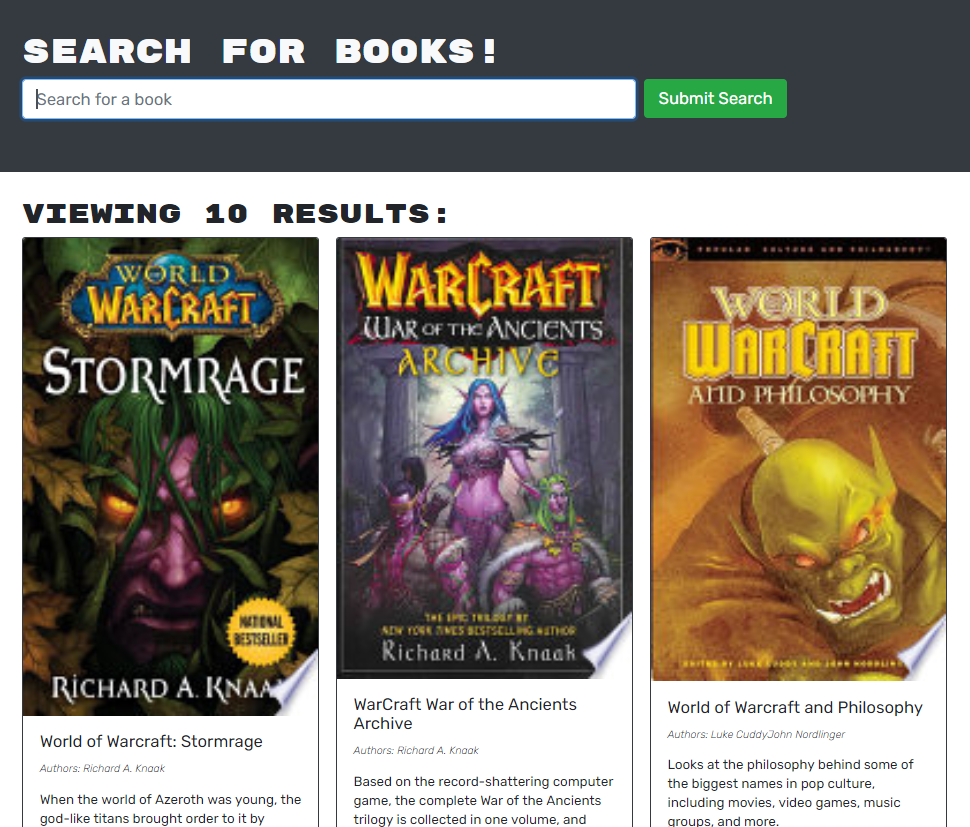 SEARCH FOR BOOKS!
Search for a book
Submit Search
VIEWING 10 RESULTS:
WORLD
WARCRAFT
STORMRAGE
NATIONAL
BESTSELLER
RICHARD A. KNAA
World of Warcraft: Stormrage
Authors: Richard A. Knaak
When the world of Azeroth was young, the
god-like titans brought order to it by
WARCRAFT
WAR OF THE ANCIENTS
ARCHIVE
THE EPIC TRILOGY BY
NEW YORK TIMES BESTSELLING AUTHOR
Richard A. Knaak
WarCraft War of the Ancients
Archive
Authors: Richard A. Knaak
Based on the record-shattering computer
game, the complete War of the Ancients
trilogy is collected in one volume, and
POPULAR CULTURE AND PHILOSOPHY
WORLD
WARCRAFT
AND PHILOSOPHY
EDITED BY LUKE CUDDY AND JOHN NORDLIN
World of Warcraft and Philosophy
Authors: Luke CuddyJohn Nordlinger
Looks at the philosophy behind some of
the biggest names in pop culture,
including movies, video games, music
groups, and more.